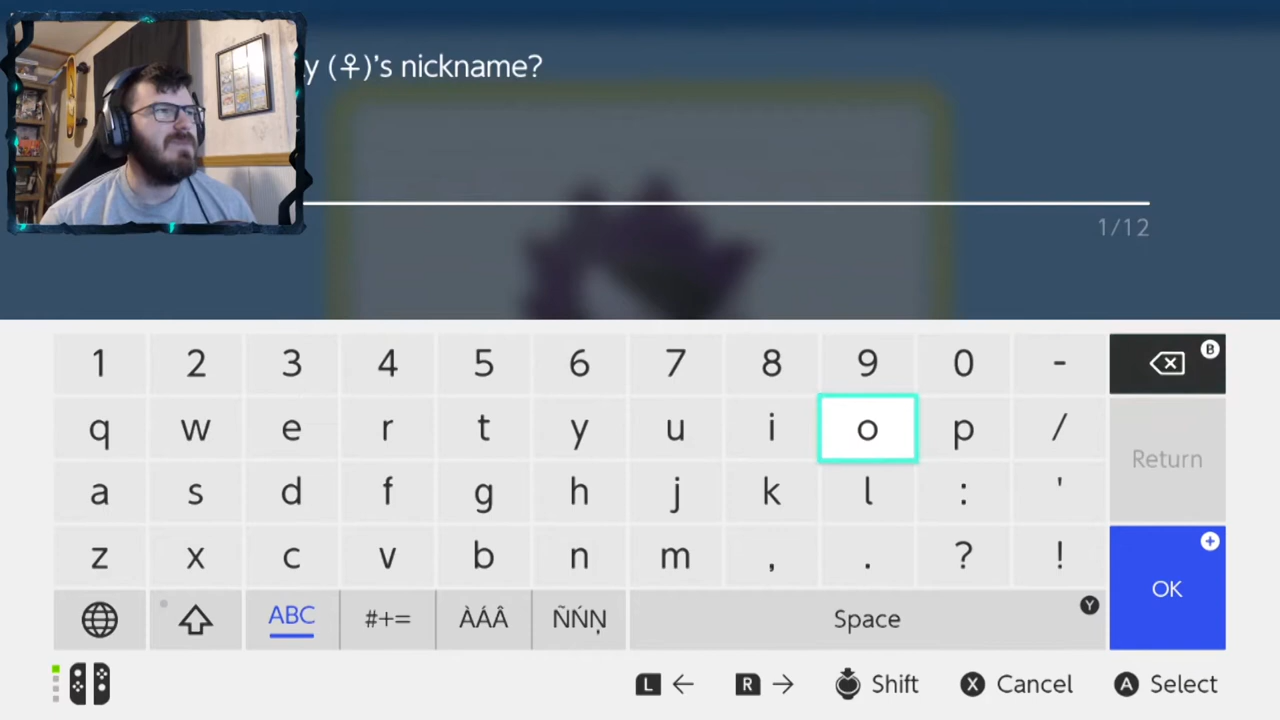 y (♀)'s nickname?
1/12
1 2 3 4 5 6 7 8 9 0 -
B
q w e r t y u i o p /
Return
a s d f g h j k l : '
z x c v b n m , . ? !
+
OK
ABC #+= ÀÁÂ ÑŃŅ Space Y
L ← R → Shift X Cancel A Select